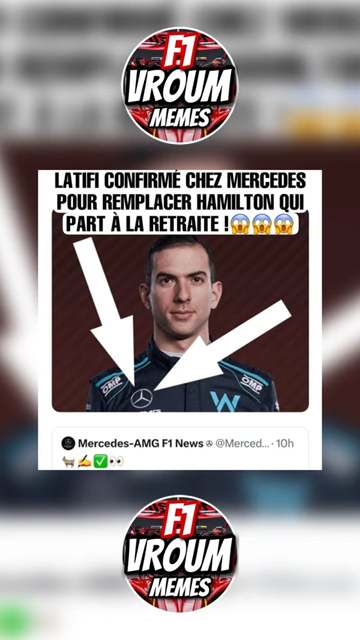 F1
VROUM
MEMES
LATIFI CONFIRMÉ CHEZ MERCEDES
POUR REMPLACER HAMILTON QUI
PART À LA RETRAITE !😱😱😱
OMP
OMP
W
Mercedes-AMG F1 News @Merced... · 10h
🐐✍️✅👀
F1
VROUM
MEMES